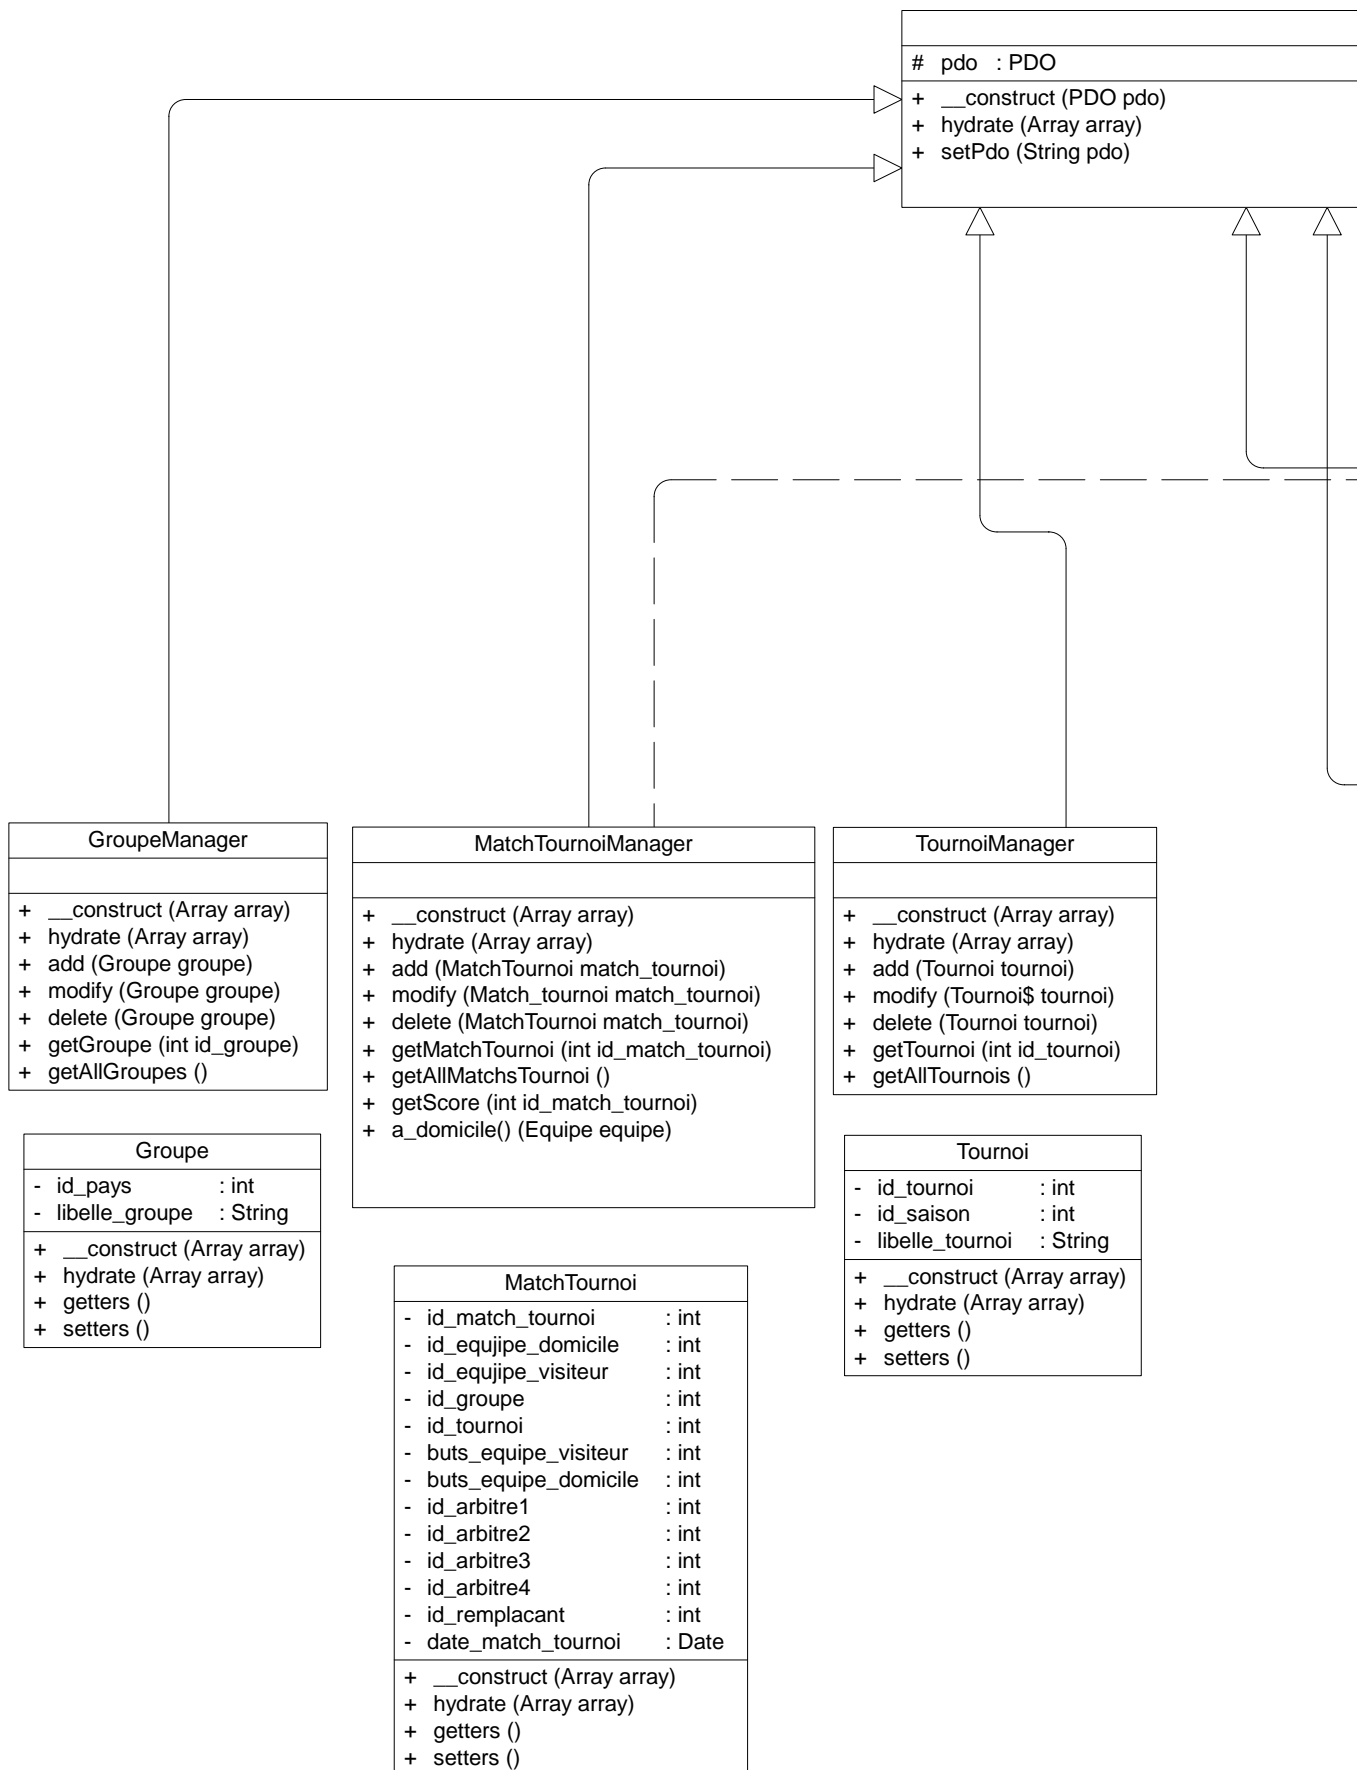 # pdo : PDO
+ __construct (PDO pdo)
+ hydrate (Array array)
+ setPdo (String pdo)
GroupeManager
+ __construct (Array array)
+ hydrate (Array array)
+ add (Groupe groupe)
+ modify (Groupe groupe)
+ delete (Groupe groupe)
+ getGroupe (int id_groupe)
+ getAllGroupes ()
MatchTournoiManager
+ __construct (Array array)
+ hydrate (Array array)
+ add (MatchTournoi match_tournoi)
+ modify (Match_tournoi match_tournoi)
+ delete (MatchTournoi match_tournoi)
+ getMatchTournoi (int id_match_tournoi)
+ getAllMatchsTournoi ()
+ getScore (int id_match_tournoi)
+ a_domicile() (Equipe equipe)
TournoiManager
+ __construct (Array array)
+ hydrate (Array array)
+ add (Tournoi tournoi)
+ modify (Tournoi$ tournoi)
+ delete (Tournoi tournoi)
+ getTournoi (int id_tournoi)
+ getAllTournois ()
Groupe
- id_pays : int
- libelle_groupe : String
+ __construct (Array array)
+ hydrate (Array array)
+ getters ()
+ setters ()
Tournoi
- id_tournoi : int
- id_saison : int
- libelle_tournoi : String
+ __construct (Array array)
+ hydrate (Array array)
+ getters ()
+ setters ()
MatchTournoi
- id_match_tournoi : int
- id_equjipe_domicile : int
- id_equjipe_visiteur : int
- id_groupe : int
- id_tournoi : int
- buts_equipe_visiteur : int
- buts_equipe_domicile : int
- id_arbitre1 : int
- id_arbitre2 : int
- id_arbitre3 : int
- id_arbitre4 : int
- id_remplacant : int
- date_match_tournoi : Date
+ __construct (Array array)
+ hydrate (Array array)
+ getters ()
+ setters ()